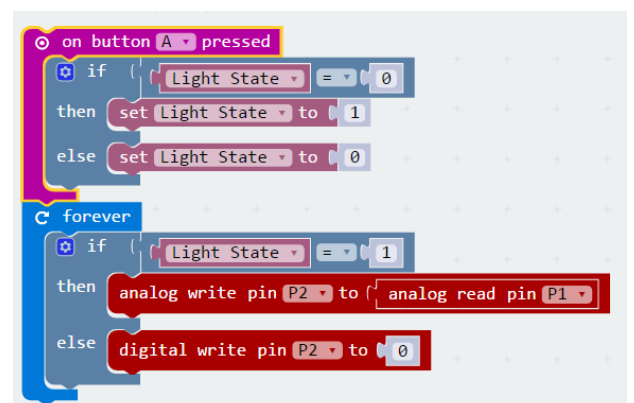 on button A pressed
if Light State = 0
then set Light State to 1
else set Light State to 0
forever
if Light State = 1
then analog write pin P2 to analog read pin P1
else digital write pin P2 to 0